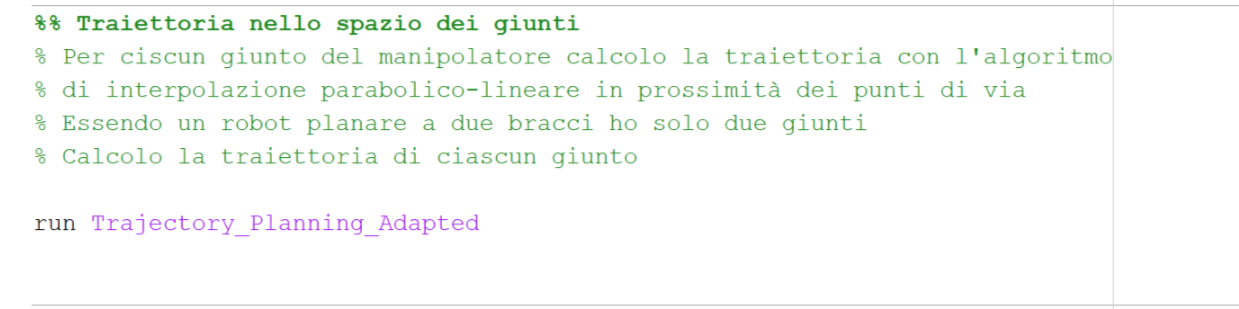 %% Traiettoria nello spazio dei giunti
% Per ciscun giunto del manipolatore calcolo la traiettoria con l'algoritmo
% di interpolazione parabolico-lineare in prossimità dei punti di via
% Essendo un robot planare a due bracci ho solo due giunti
% Calcolo la traiettoria di ciascun giunto
run Trajectory_Planning_Adapted